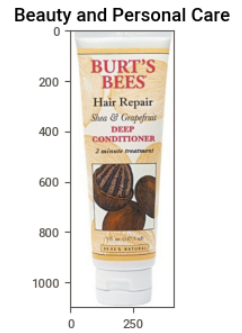 Beauty and Personal Care
0
200
400
600
800
1000
BURT'S
BEES
Hair Repair
Shea & Grapefruit
DEEP
CONDITIONER
2 minute treatment
0
250